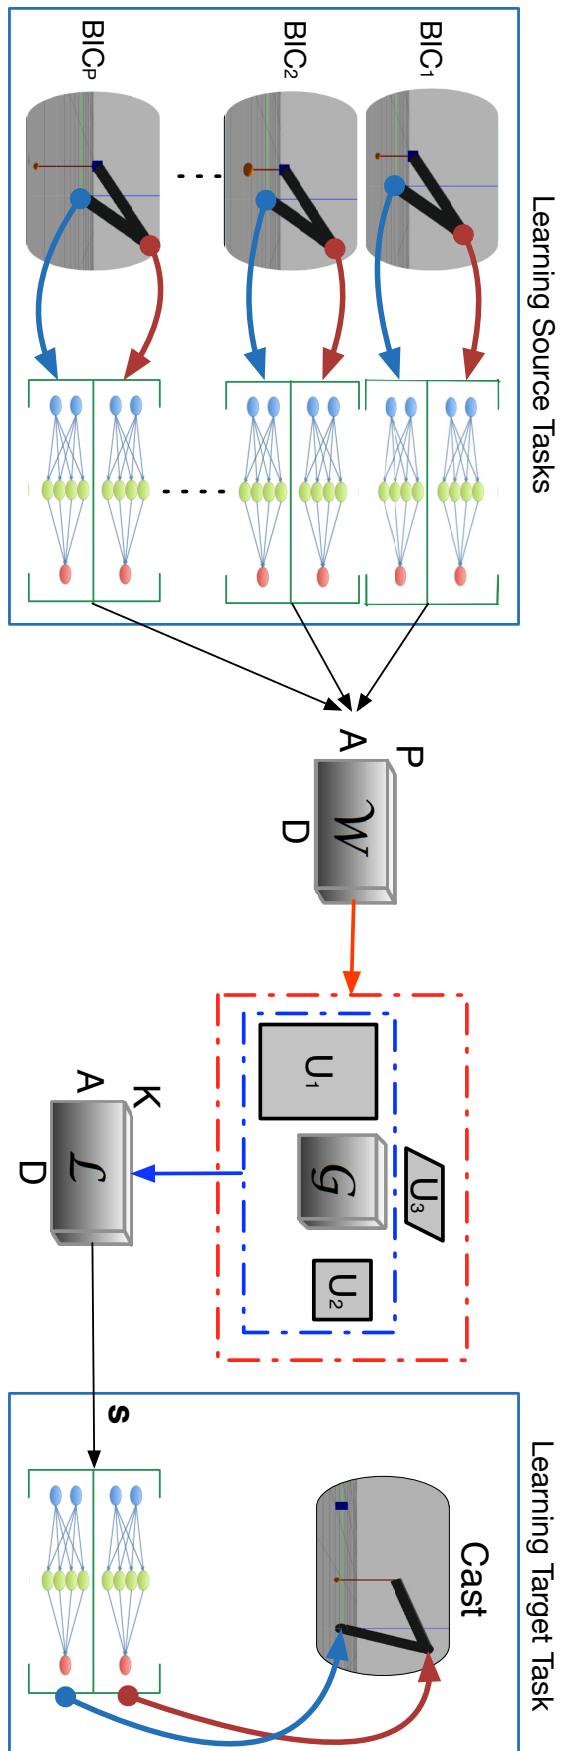 Learning Source Tasks
BIC₁
BIC₂
BICₚ
P
A
𝒲
D
U₁
𝒢
U₂
U₃
K
A
ℒ
D
s
Learning Target Task
Cast